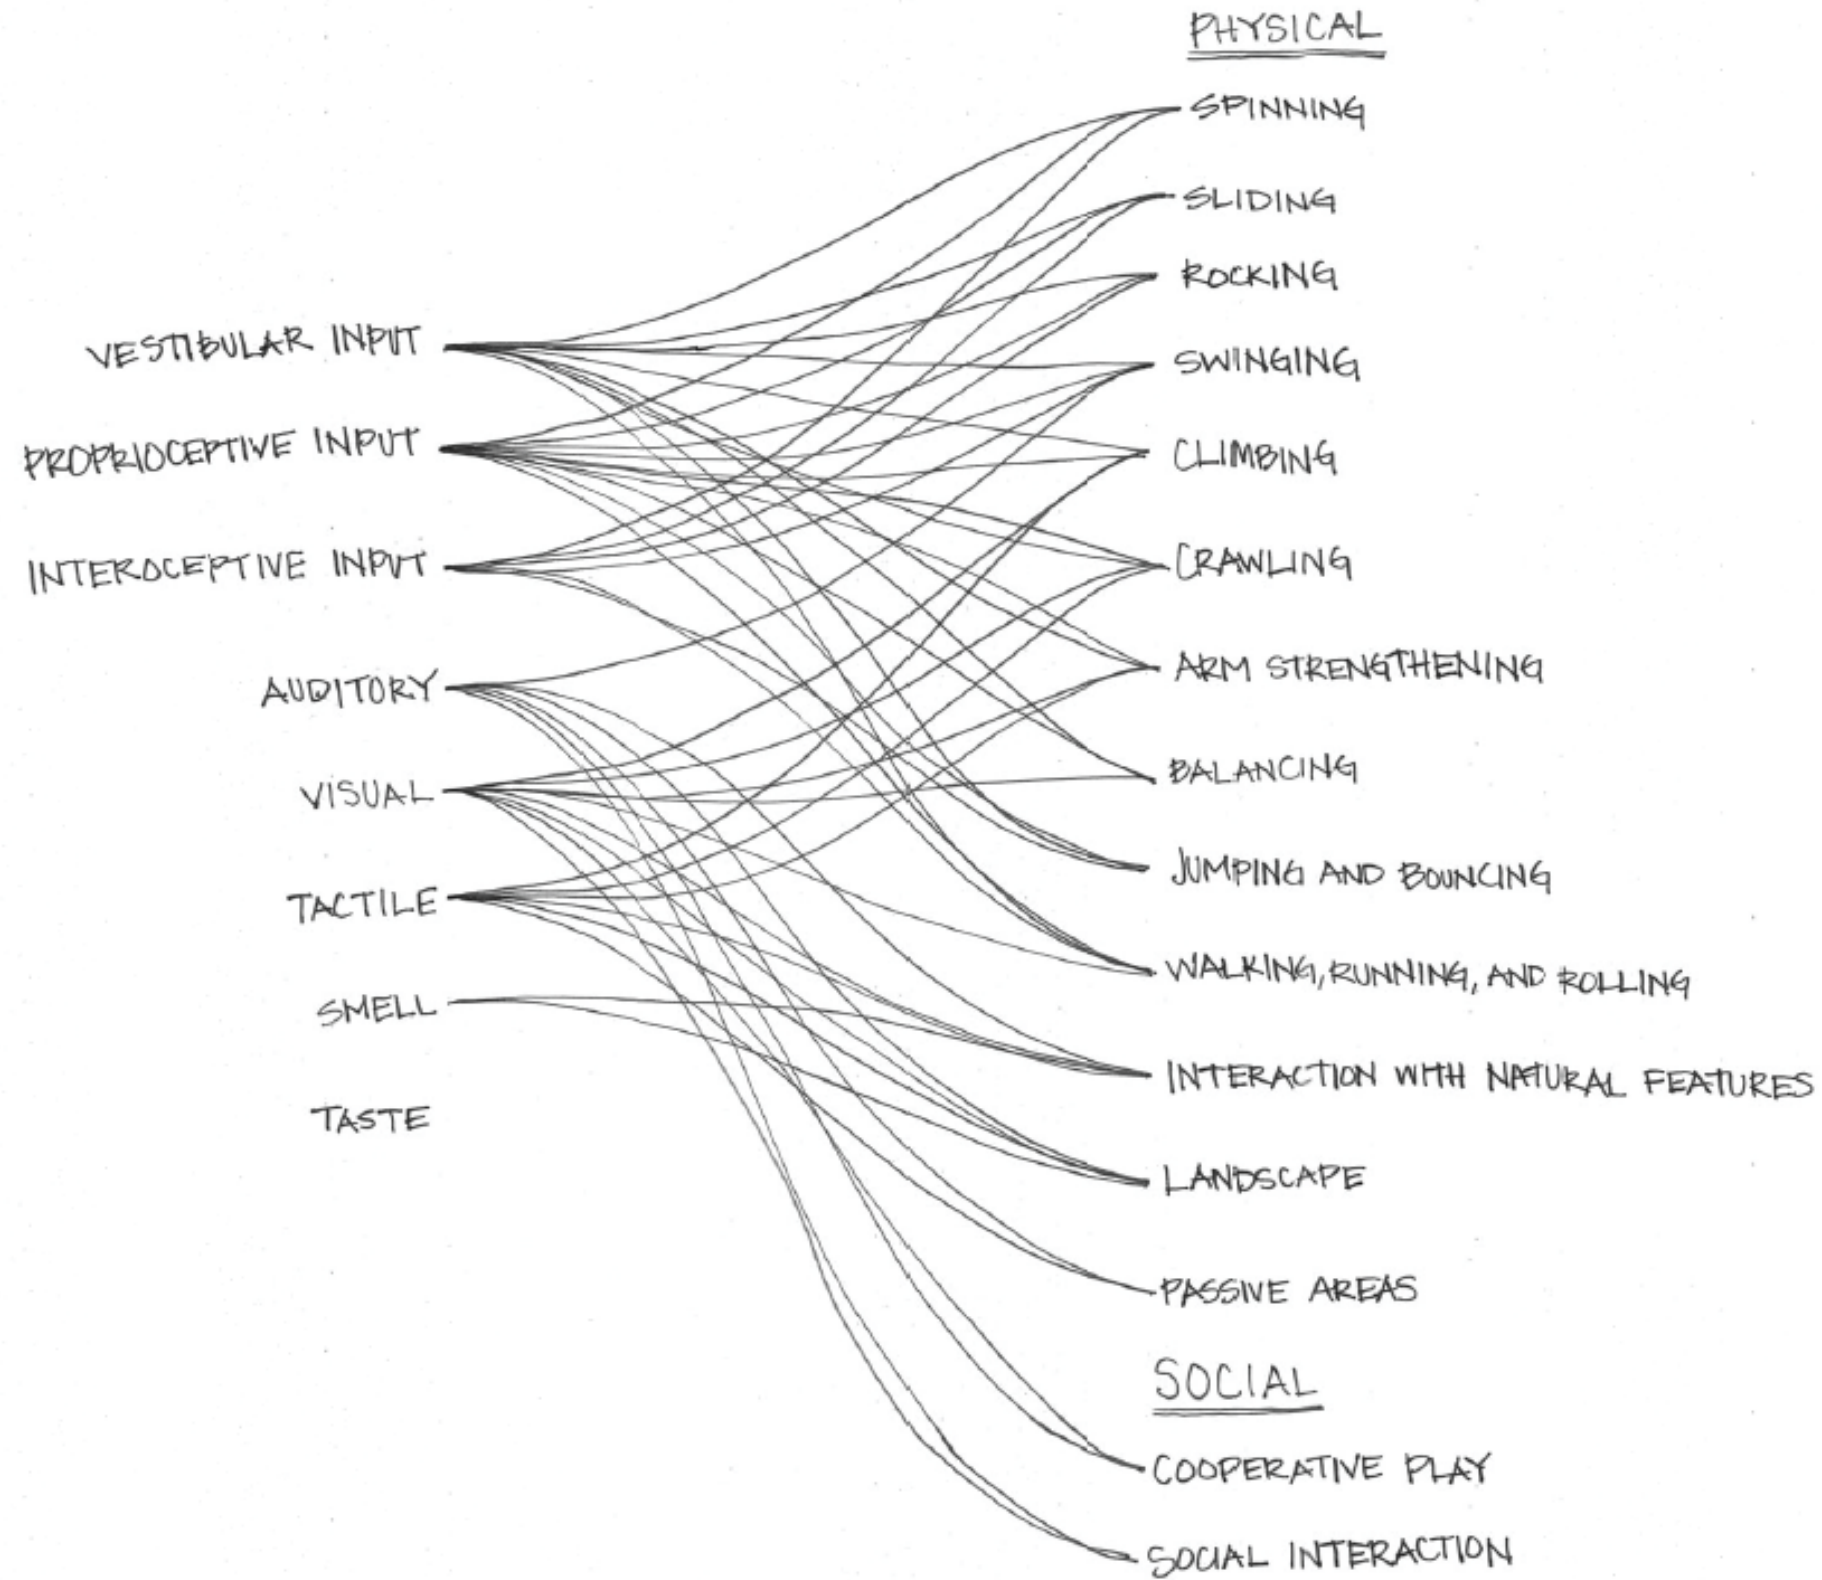 PHYSICAL
SPINNING
SLIDING
ROCKING
SWINGING
CLIMBING
CRAWLING
ARM STRENGTHENING
BALANCING
JUMPING AND BOUNCING
WALKING, RUNNING, AND ROLLING
INTERACTION WITH NATURAL FEATURES
LANDSCAPE
PASSIVE AREAS
SOCIAL
COOPERATIVE PLAY
SOCIAL INTERACTION
VESTIBULAR INPUT
PROPRIOCEPTIVE INPUT
INTEROCEPTIVE INPUT
AUDITORY
VISUAL
TACTILE
SMELL
TASTE